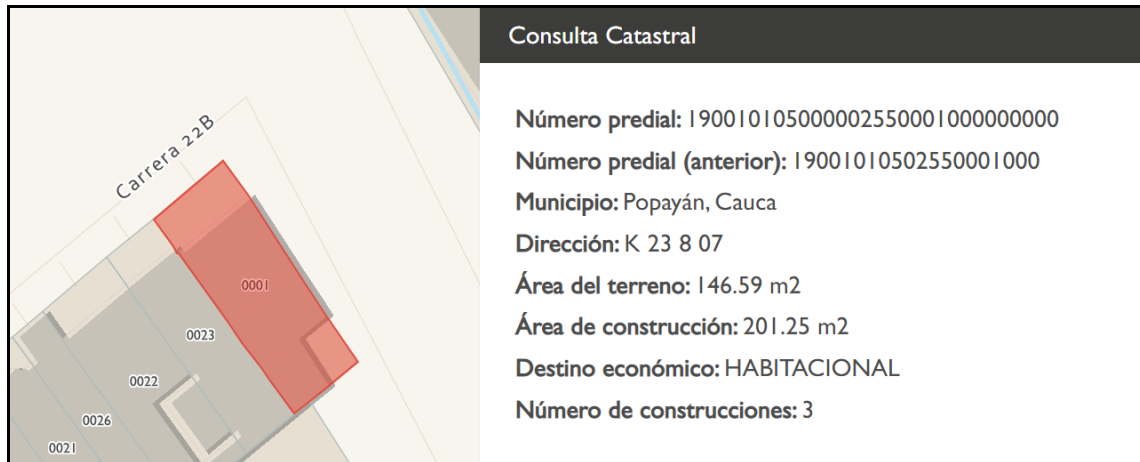 Carrera 22B
0001
0023
0022
0026
0021
Consulta Catastral
Número predial: 190010105000002550001000000000
Número predial (anterior): 19001010502550001000
Municipio: Popayán, Cauca
Dirección: K 23 8 07
Área del terreno: 146.59 m2
Área de construcción: 201.25 m2
Destino económico: HABITACIONAL
Número de construcciones: 3